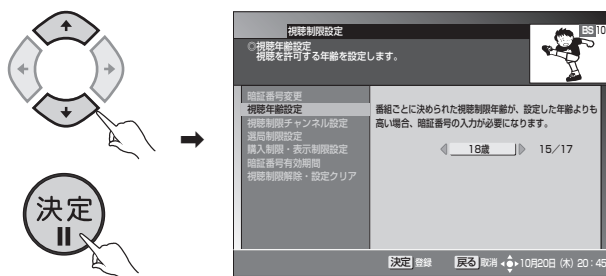 決定
視聴制限設定
◎視聴年齢設定
視聴を許可する年齢を設定します。
BS 10
暗証番号変更
視聴年齢設定
視聴制限チャンネル設定
選局制限設定
購入制限・表示制限設定
暗証番号有効期間
視聴制限解除・設定クリア
番組ごとに決められた視聴制限年齢が、設定した年齢よりも
高い場合、暗証番号の入力が必要になります。
18歳 15/17
決定 登録 戻る 取消 10月20日(木)20:45